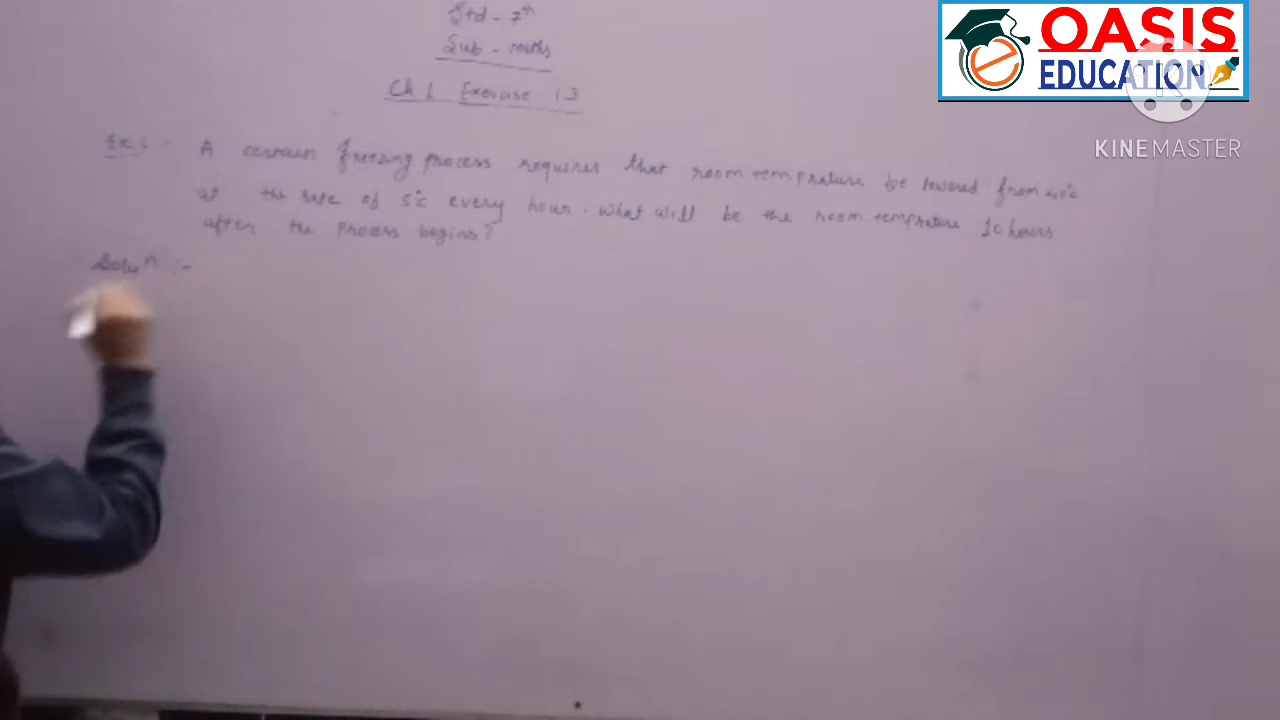 Std - 7th
Sub - maths
Ch 1 Exercise 1.3
OASIS
EDUCATION
KINEMASTER
Ex. 6 :- A certain freezing process requires that room temprature be lowered from 40°c
at the rate of 5°c every hour. What will be the room temprature 10 hours
after the process begins?
Soluⁿ :-